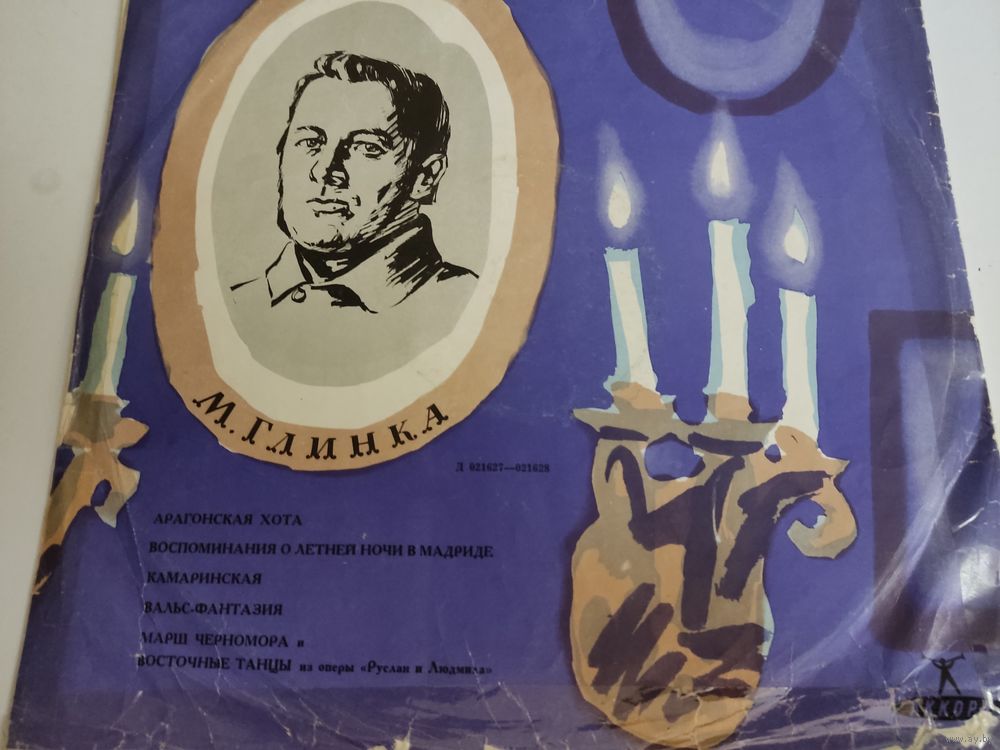 М. ГЛИНКА
Д 021627—021628
АРАГОНСКАЯ ХОТА
ВОСПОМИНАНИЯ О ЛЕТНЕЙ НОЧИ В МАДРИДЕ
КАМАРИНСКАЯ
ВАЛЬС-ФАНТАЗИЯ
МАРШ ЧЕРНОМОРА и
ВОСТОЧНЫЕ ТАНЦЫ из оперы «Руслан и Людмила»